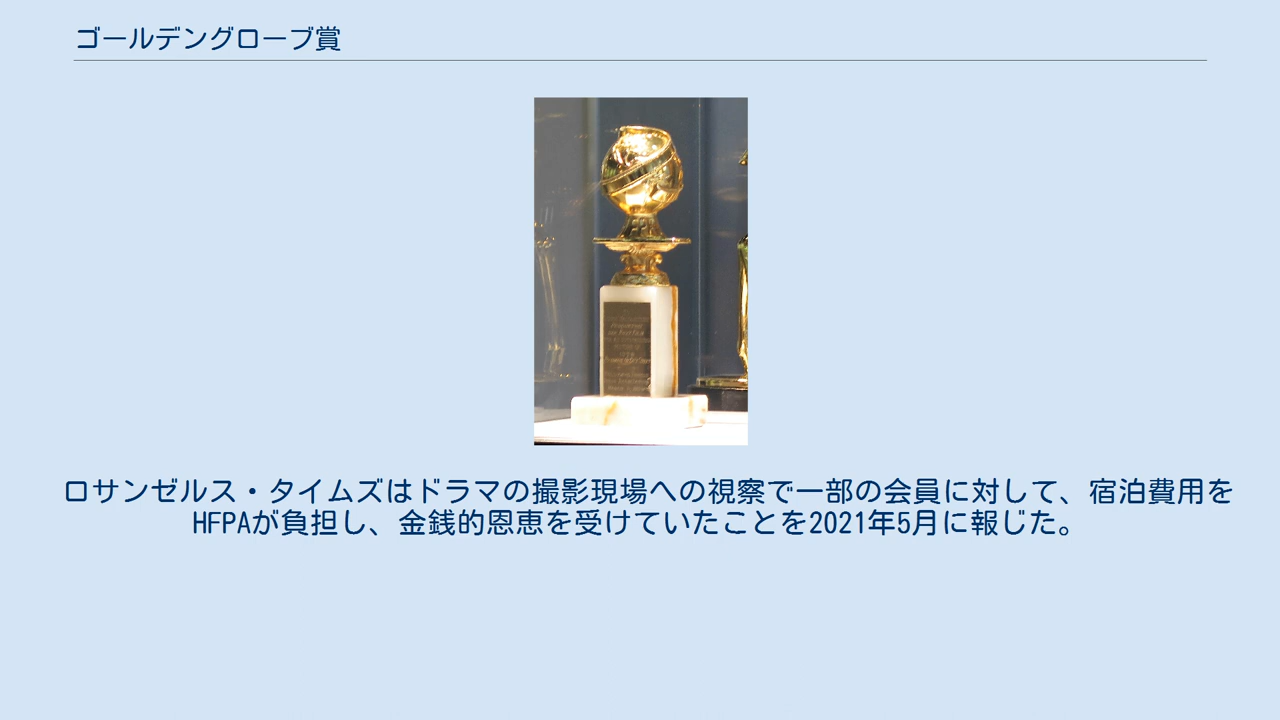 ゴールデングローブ賞
ロサンゼルス・タイムズはドラマの撮影現場への視察で一部の会員に対して、宿泊費用を
HFPAが負担し、金銭的恩恵を受けていたことを2021年5月に報じた。